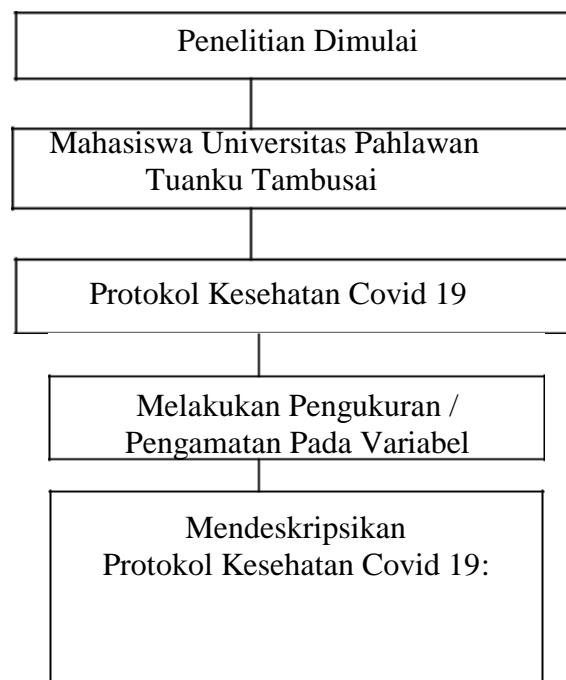 Penelitian Dimulai
Mahasiswa Universitas Pahlawan
Tuanku Tambusai
Protokol Kesehatan Covid 19
Melakukan Pengukuran /
Pengamatan Pada Variabel
Mendeskripsikan
Protokol Kesehatan Covid 19: